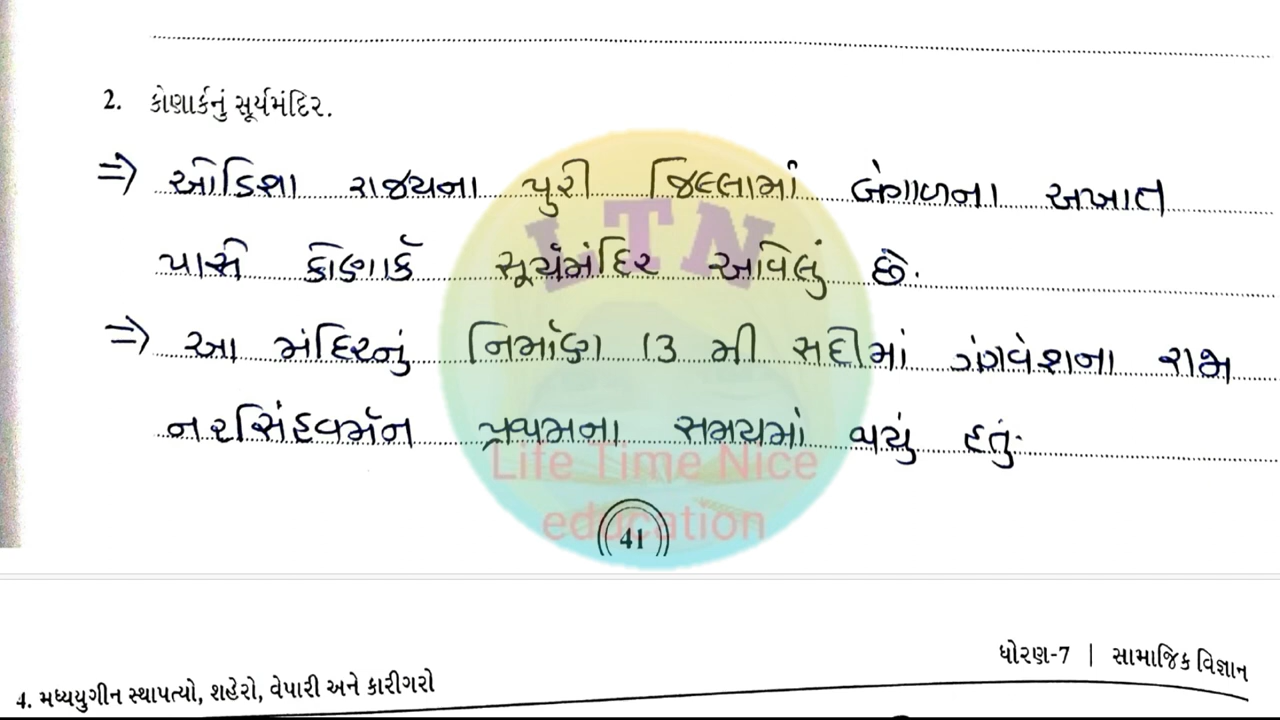 2. કોણાર્કનું સૂર્યમંદિર.
=> ઓડિશા રાજ્યના પુરી જિલ્લામાં બંગાળના અખાત
પાસે કોણાર્ક સૂર્યમંદિર આવેલું છે.
=> આ મંદિરનું નિર્માણ 13 મી સદીમાં ગંગવંશના રાજા
નરસિંહવર્મન પ્રથમના સમયમાં થયું હતું.
LTN
Life Time Nice
education
41
ધોરણ-7 | સામાજિક વિજ્ઞાન
4. મધ્યયુગીન સ્થાપત્યો, શહેરો, વેપારી અને કારીગરો